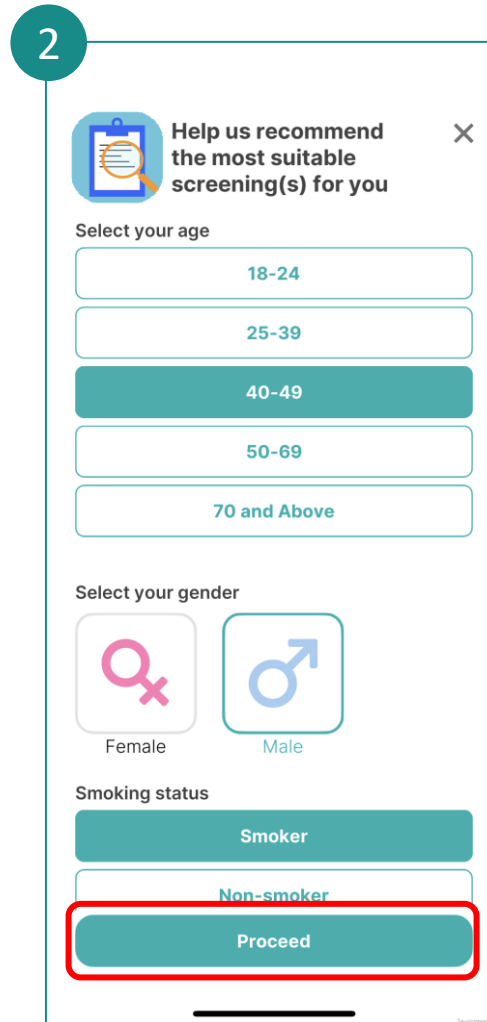 2
Help us recommend
the most suitable
screening(s) for you
Select your age
18-24
25-39
40-49
50-69
70 and Above
Select your gender
Female
Male
Smoking status
Smoker
Non-smoker
Proceed